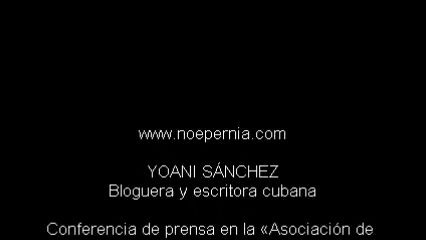 www.noepernia.com
YOANI SÁNCHEZ
Bloguera y escritora cubana
Conferencia de prensa en la «Asociación de